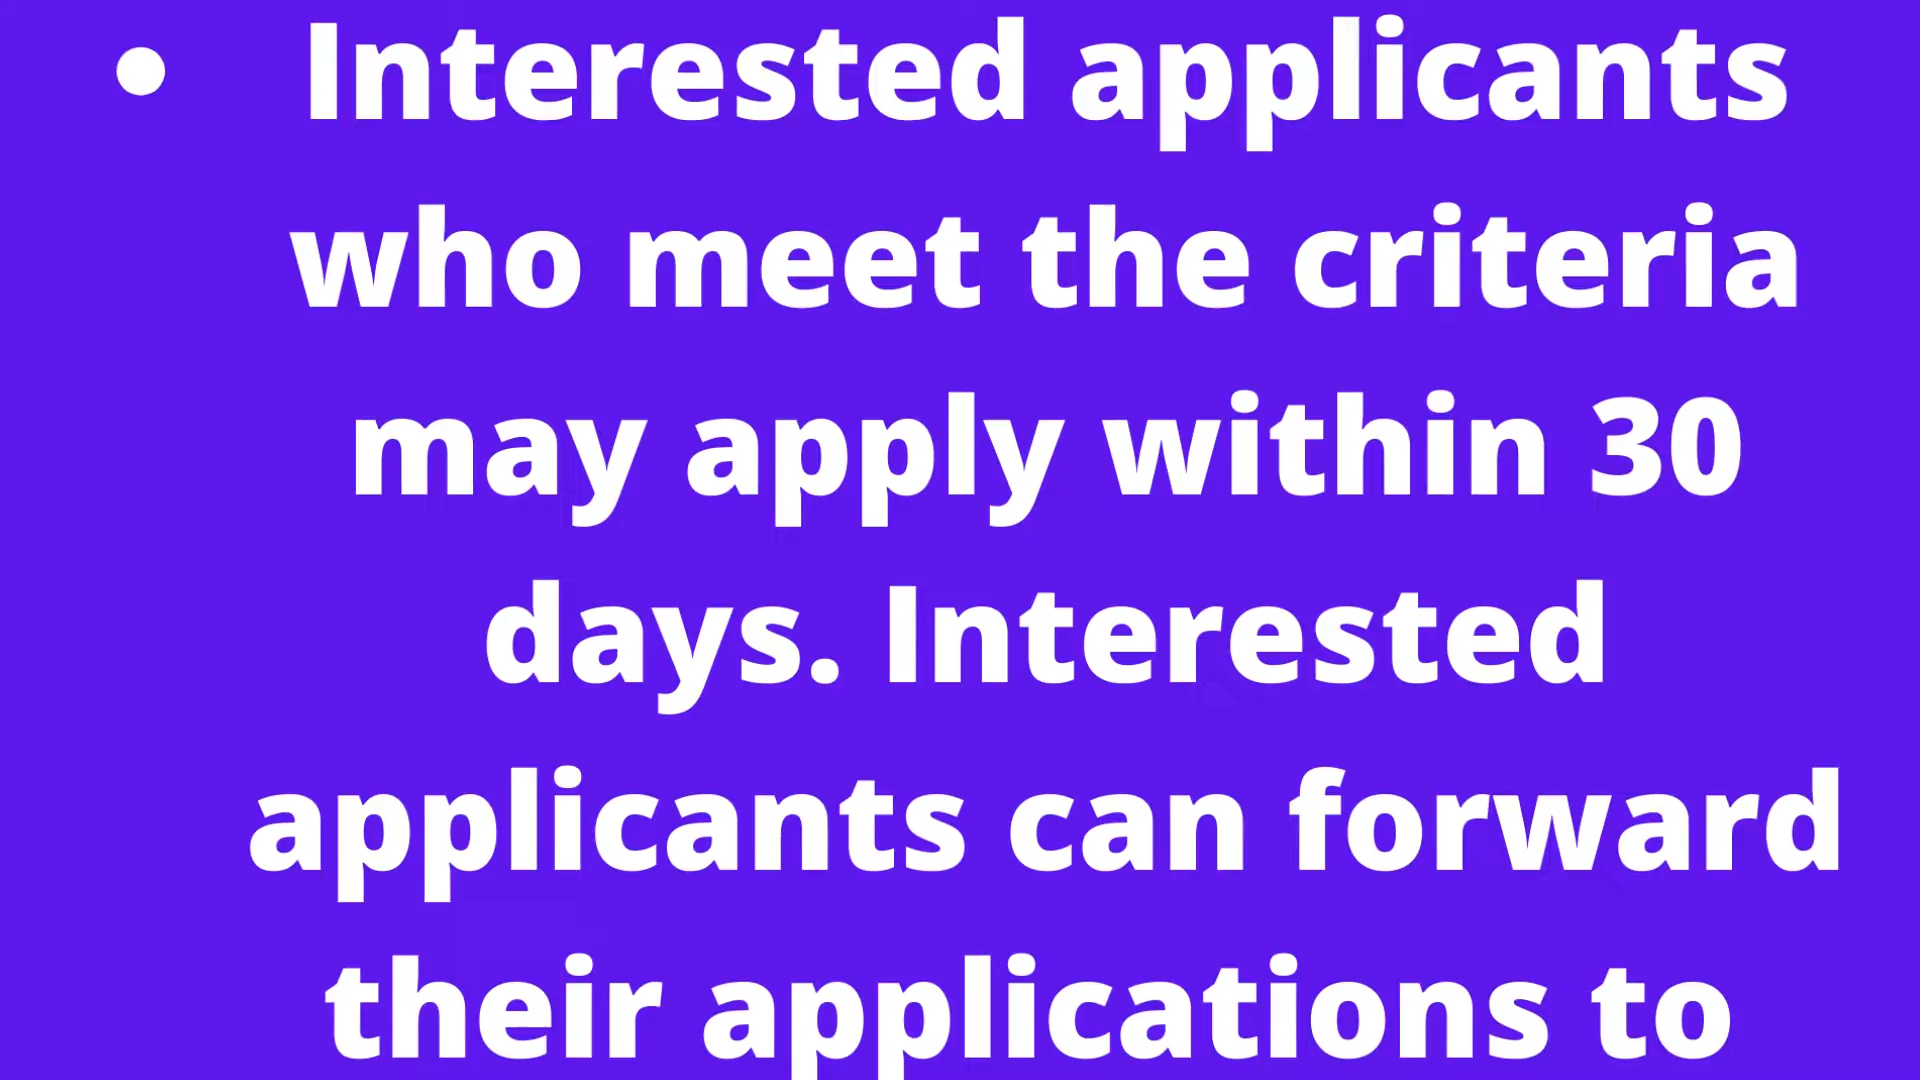 • Interested applicants
who meet the criteria
may apply within 30
days. Interested
applicants can forward
their applications to